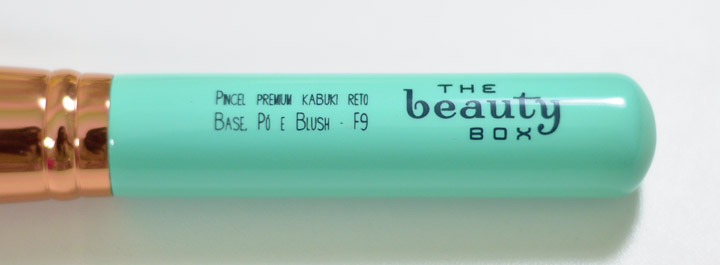 Pincel premium kabuki reto
Base, Pó e Blush - F9
THE
beauty
BOX